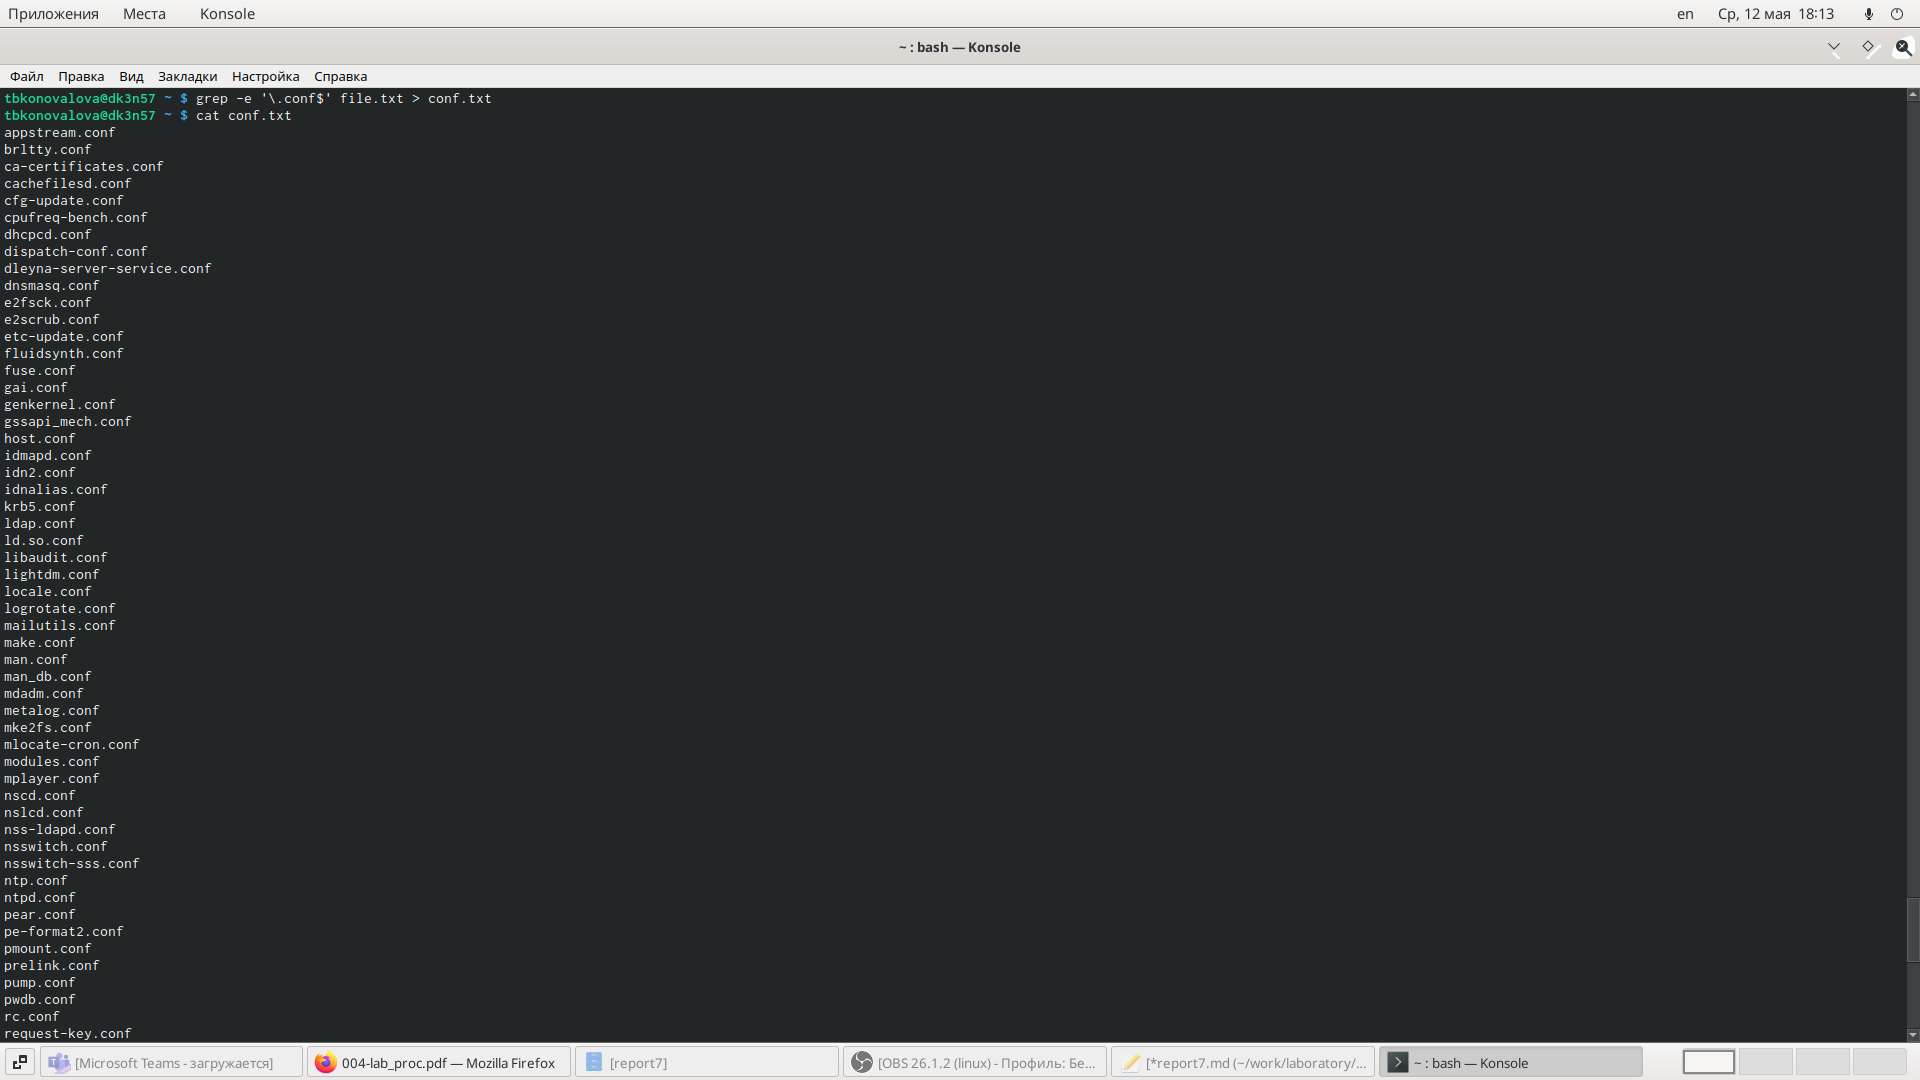 Приложения Места Konsole en Ср, 12 мая 18:13
~ : bash — Konsole
Файл Правка Вид Закладки Настройка Справка
tbkonovalova@dk3n57 ~ $ grep -e '\.conf$' file.txt > conf.txt
tbkonovalova@dk3n57 ~ $ cat conf.txt
appstream.conf
brltty.conf
ca-certificates.conf
cachefilesd.conf
cfg-update.conf
cpufreq-bench.conf
dhcpcd.conf
dispatch-conf.conf
dleyna-server-service.conf
dnsmasq.conf
e2fsck.conf
e2scrub.conf
etc-update.conf
fluidsynth.conf
fuse.conf
gai.conf
genkernel.conf
gssapi_mech.conf
host.conf
idmapd.conf
idn2.conf
idnalias.conf
krb5.conf
ldap.conf
ld.so.conf
libaudit.conf
lightdm.conf
locale.conf
logrotate.conf
mailutils.conf
make.conf
man.conf
man_db.conf
mdadm.conf
metalog.conf
mke2fs.conf
mlocate-cron.conf
modules.conf
mplayer.conf
nscd.conf
nslcd.conf
nss-ldapd.conf
nsswitch.conf
nsswitch-sss.conf
ntp.conf
ntpd.conf
pear.conf
pe-format2.conf
pmount.conf
prelink.conf
pump.conf
pwdb.conf
rc.conf
request-key.conf
[Microsoft Teams - загружается] 004-lab_proc.pdf — Mozilla Firefox [report7] [OBS 26.1.2 (linux) - Профиль: Бе... [*report7.md (~/work/laboratory/... ~ : bash — Konsole